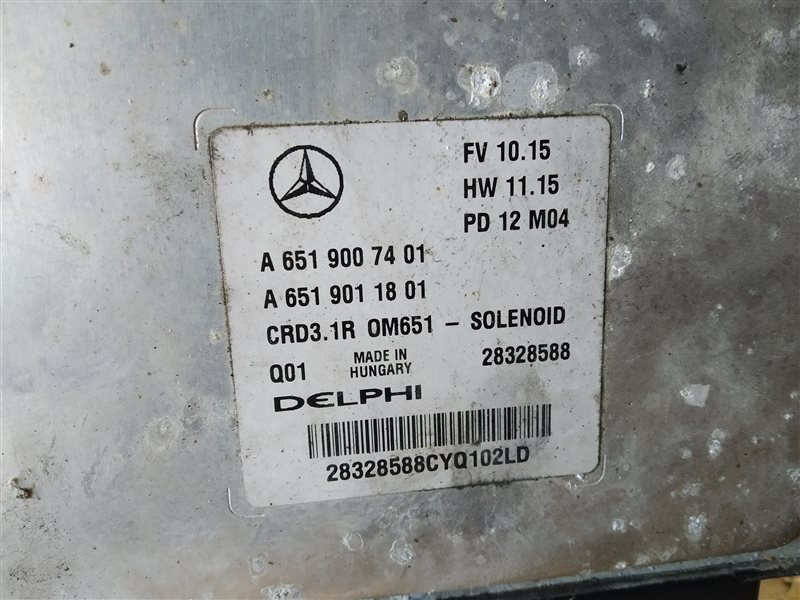 FV 10.15
HW 11.15
PD 12 M04
A 651 900 74 01
A 651 901 18 01
CRD3.1R OM651 - SOLENOID
Q01 MADE IN HUNGARY 28328588
DELPHI
28328588CYQ102LD